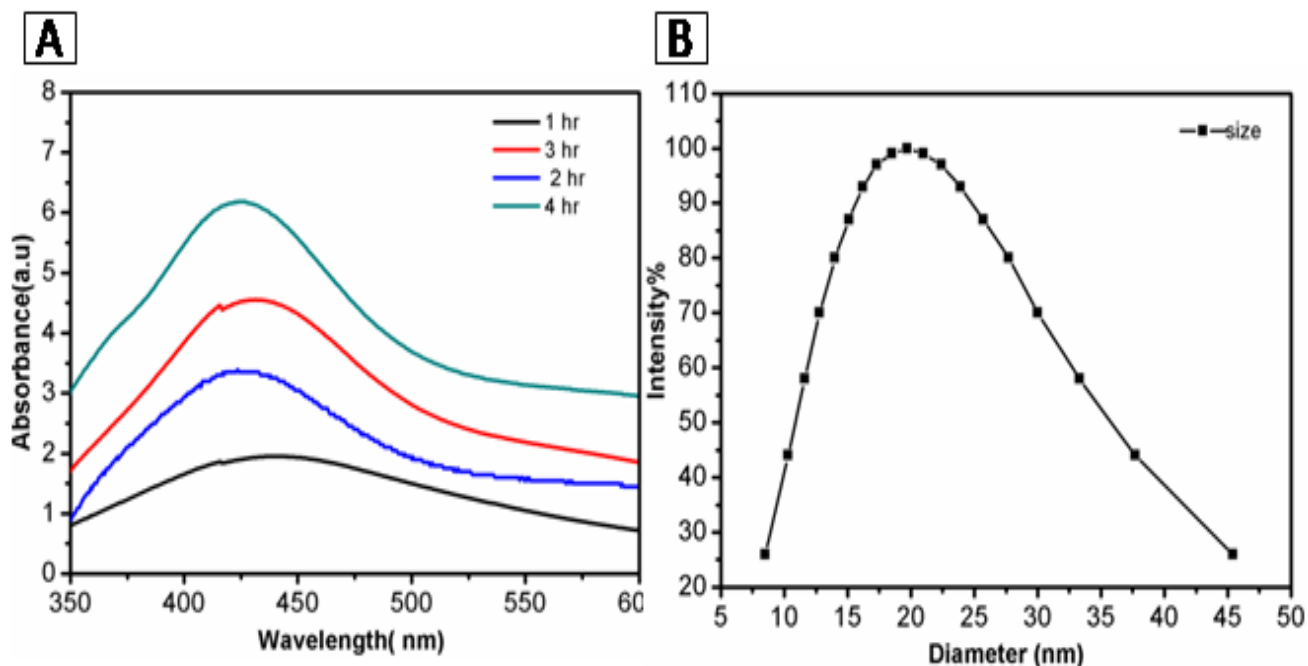 A
8
7
6
5
4
3
2
1
0
Absorbance(a.u)
1 hr
3 hr
2 hr
4 hr
350 400 450 500 550 60
Wavelength( nm)
B
110
100
90
80
70
60
50
40
30
20
Intensity%
size
5 10 15 20 25 30 35 40 45 50
Diameter (nm)